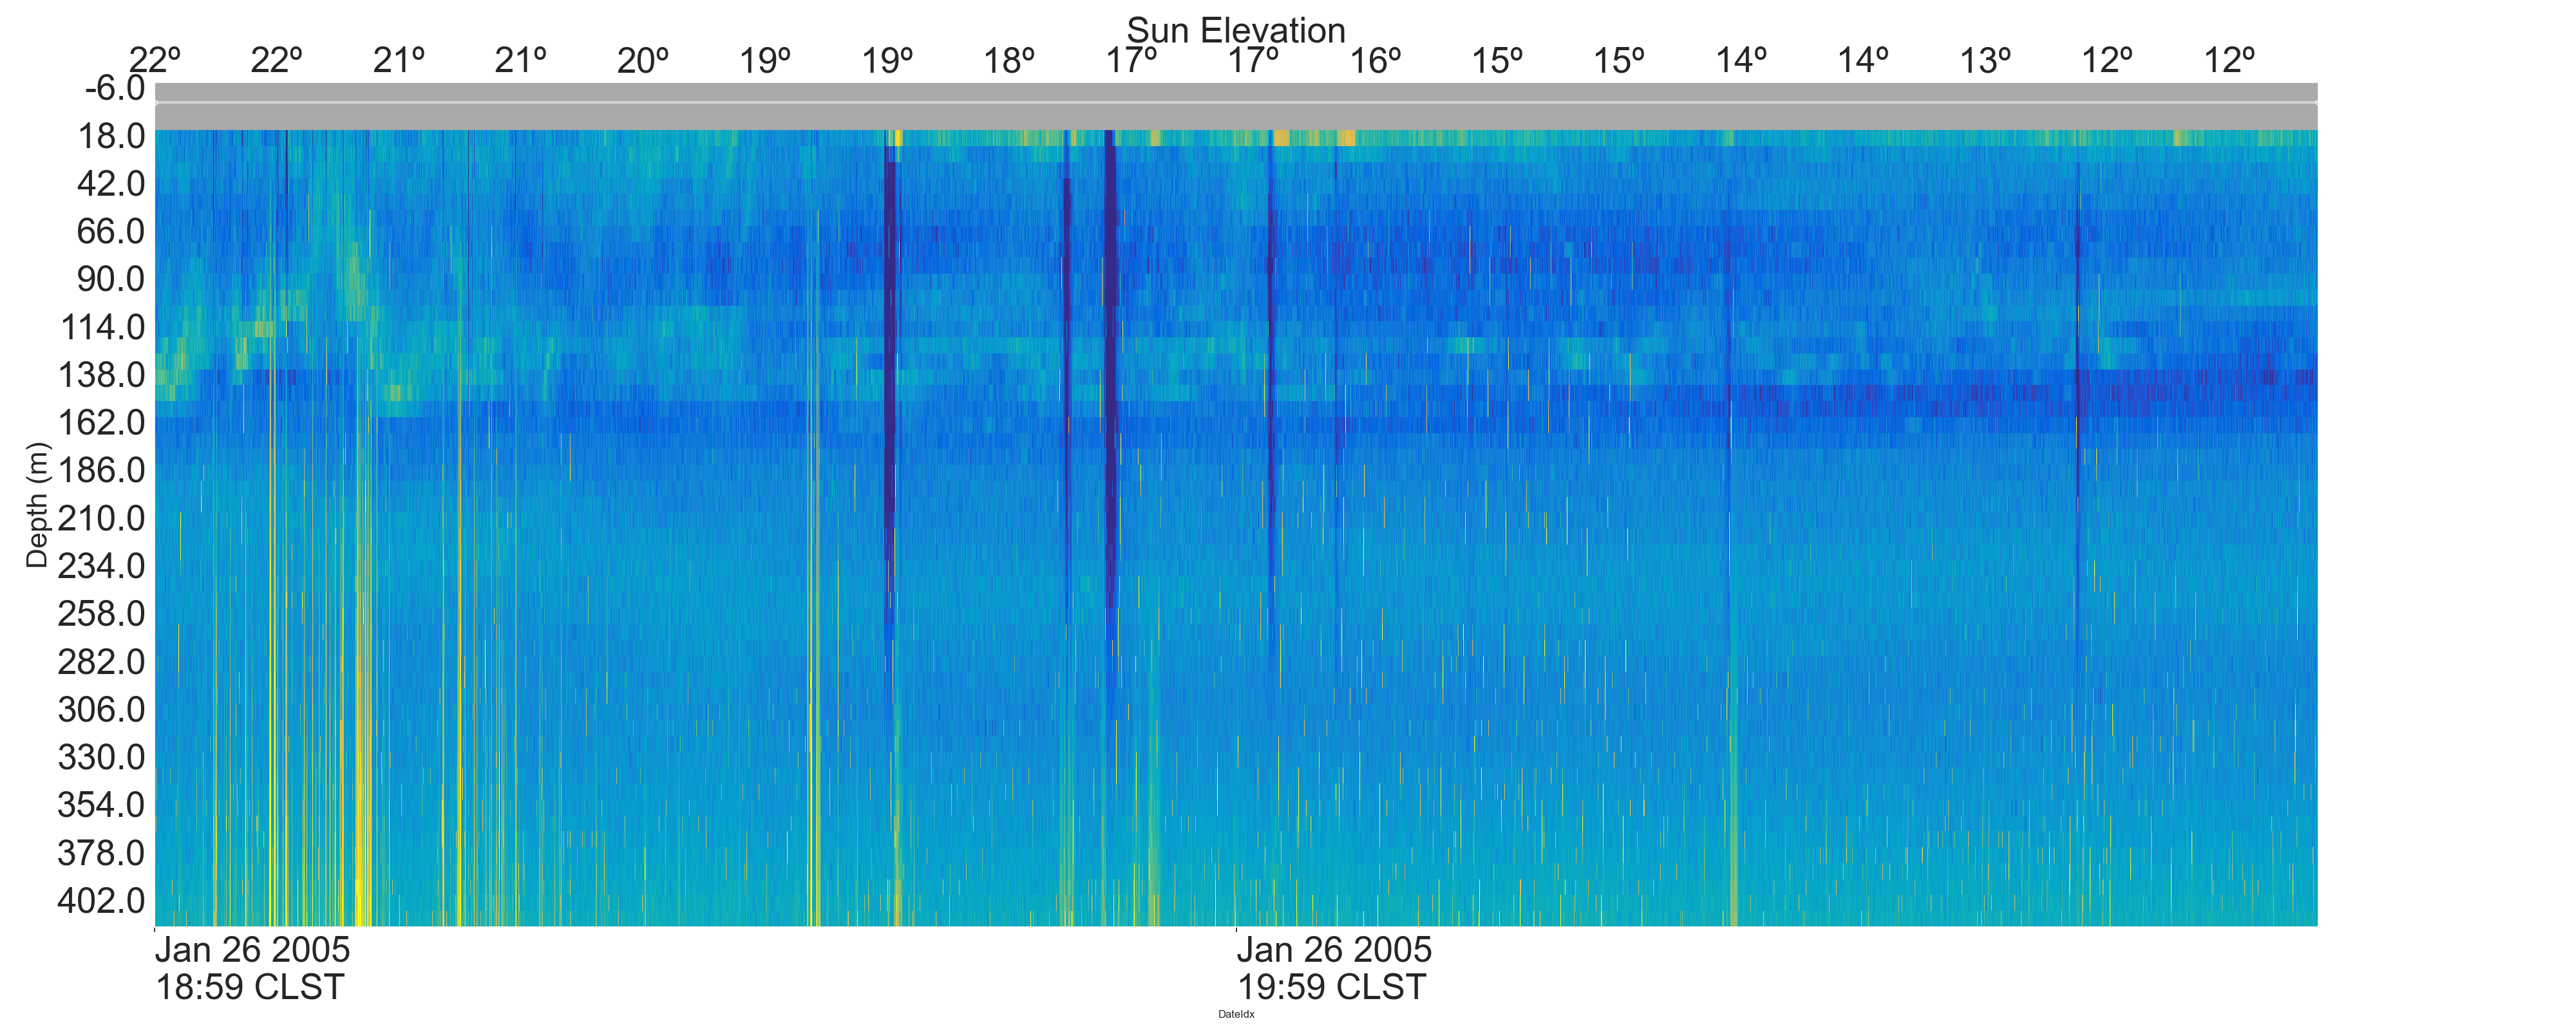 Sun Elevation
22º 22º 21º 21º 20º 19º 19º 18º 17º 17º 16º 15º 15º 14º 14º 13º 12º 12º
-6.0
18.0
42.0
66.0
90.0
114.0
138.0
162.0
186.0
210.0
234.0
258.0
282.0
306.0
330.0
354.0
378.0
402.0
Depth (m)
Jan 26 2005
18:59 CLST
Jan 26 2005
19:59 CLST
DateIdx